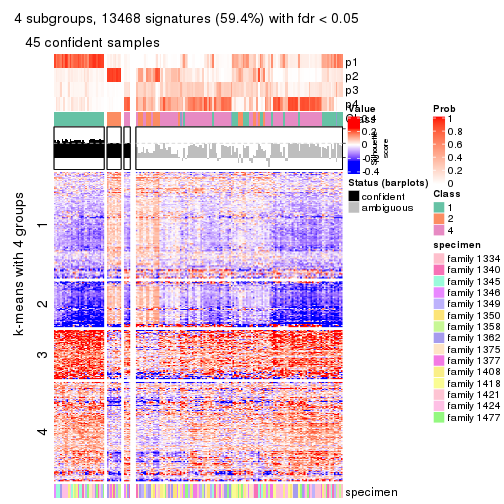 4 subgroups, 13468 signatures (59.4%) with fdr < 0.05
45 confident samples
p1
p2
p3
p4
Class
Silhouette
score
k-means with 4 groups
1
2
3
4
specimen
Value
0.4
0.2
0
-0.2
-0.4
Status (barplots)
confident
ambiguous
Prob
1
0.8
0.6
0.4
0.2
0
Class
1
2
4
specimen
family 1334
family 1340
family 1345
family 1346
family 1349
family 1350
family 1358
family 1362
family 1375
family 1377
family 1408
family 1418
family 1421
family 1424
family 1477